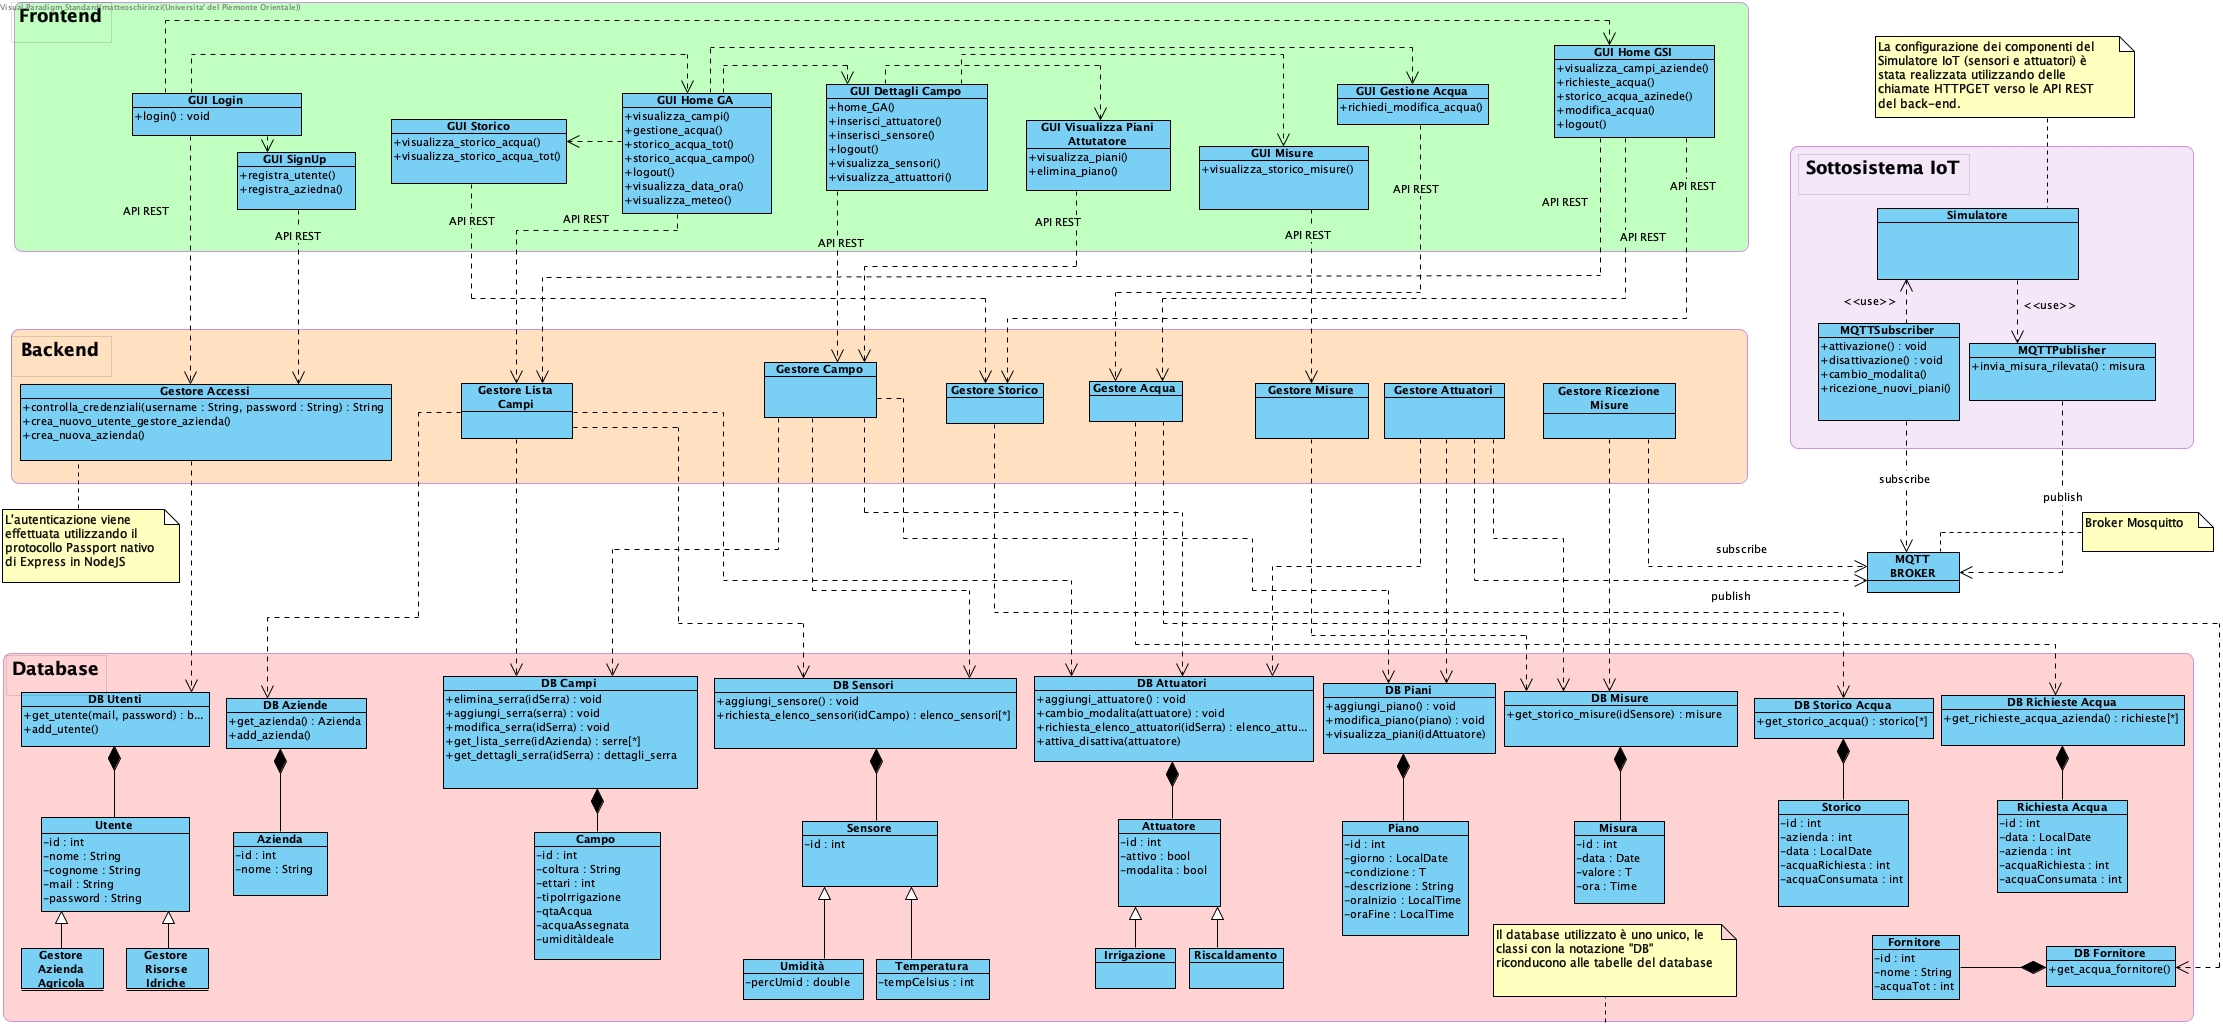 Visual Paradigm Standard(matteoschirinzi(Universita' del Piemonte Orientale))
Frontend
GUI Login
+login() : void
GUI SignUp
+registra_utente()
+registra_aziedna()
GUI Storico
+visualizza_storico_acqua()
+visualizza_storico_acqua_tot()
GUI Home GA
+visualizza_campi()
+gestione_acqua()
+storico_acqua_tot()
+storico_acqua_campo()
+logout()
+visualizza_data_ora()
+visualizza_meteo()
GUI Dettagli Campo
+home_GA()
+inserisci_attuatore()
+inserisci_sensore()
+logout()
+visualizza_sensori()
+visualizza_attuattori()
GUI Visualizza Piani
Attutatore
+visualizza_piani()
+elimina_piano()
GUI Misure
+visualizza_storico_misure()
GUI Gestione Acqua
+richiedi_modifica_acqua()
GUI Home GSI
+visualizza_campi_aziende()
+richieste_acqua()
+storico_acqua_azinede()
+modifica_acqua()
+logout()
API REST
API REST
API REST
API REST
API REST
API REST
API REST
API REST
API REST
API REST
API REST
La configurazione dei componenti del
Simulatore IoT (sensori e attuatori) è
stata realizzata utilizzando delle
chiamate HTTPGET verso le API REST
del back-end.
Sottosistema IoT
Simulatore
<<use>>
<<use>>
MQTTSubscriber
+attivazione() : void
+disattivazione() : void
+cambio_modalita()
+ricezione_nuovi_piani()
MQTTPublisher
+invia_misura_rilevata() : misura
subscribe
publish
Broker Mosquitto
MQTT
BROKER
subscribe
publish
Backend
Gestore Accessi
+controlla_credenziali(username : String, password : String) : String
+crea_nuovo_utente_gestore_azienda()
+crea_nuova_azienda()
Gestore Lista
Campi
Gestore Campo
Gestore Storico
Gestore Acqua
Gestore Misure
Gestore Attuatori
Gestore Ricezione
Misure
L'autenticazione viene
effettuata utilizzando il
protocollo Passport nativo
di Express in NodeJS
Database
DB Utenti
+get_utente(mail, password) : b...
+add_utente()
DB Aziende
+get_azienda() : Azienda
+add_azienda()
DB Campi
+elimina_serra(idSerra) : void
+aggiungi_serra(serra) : void
+modifica_serra(idSerra) : void
+get_lista_serre(idAzienda) : serre[*]
+get_dettagli_serra(idSerra) : dettagli_serra
DB Sensori
+aggiungi_sensore() : void
+richiesta_elenco_sensori(idCampo) : elenco_sensori[*]
DB Attuatori
+aggiungi_attuatore() : void
+cambio_modalita(attuatore) : void
+richiesta_elenco_attuatori(idSerra) : elenco_attu...
+attiva_disattiva(attuatore)
DB Piani
+aggiungi_piano() : void
+modifica_piano(piano) : void
+visualizza_piani(idAttuatore)
DB Misure
+get_storico_misure(idSensore) : misure
DB Storico Acqua
+get_storico_acqua() : storico[*]
DB Richieste Acqua
+get_richieste_acqua_azienda() : richieste[*]
Utente
-id : int
-nome : String
-cognome : String
-mail : String
-password : String
Gestore
Azienda
Agricola
Gestore
Risorse
Idriche
Azienda
-id : int
-nome : String
Campo
-id : int
-coltura : String
-ettari : int
-tipoIrrigazione
-qtaAcqua
-acquaAssegnata
-umiditàIdeale
Sensore
-id : int
Umidità
-percUmid : double
Temperatura
-tempCelsius : int
Attuatore
-id : int
-attivo : bool
-modalita : bool
Irrigazione
Riscaldamento
Piano
-id : int
-giorno : LocalDate
-condizione : T
-descrizione : String
-oraInizio : LocalTime
-oraFine : LocalTime
Misura
-id : int
-data : Date
-valore : T
-ora : Time
Storico
-id : int
-azienda : int
-data : LocalDate
-acquaRichiesta : int
-acquaConsumata : int
Richiesta Acqua
-id : int
-data : LocalDate
-azienda : int
-acquaRichiesta : int
-acquaConsumata : int
Il database utilizzato è uno unico, le
classi con la notazione "DB"
riconducono alle tabelle del database
Fornitore
-id : int
-nome : String
-acquaTot : int
DB Fornitore
+get_acqua_fornitore()